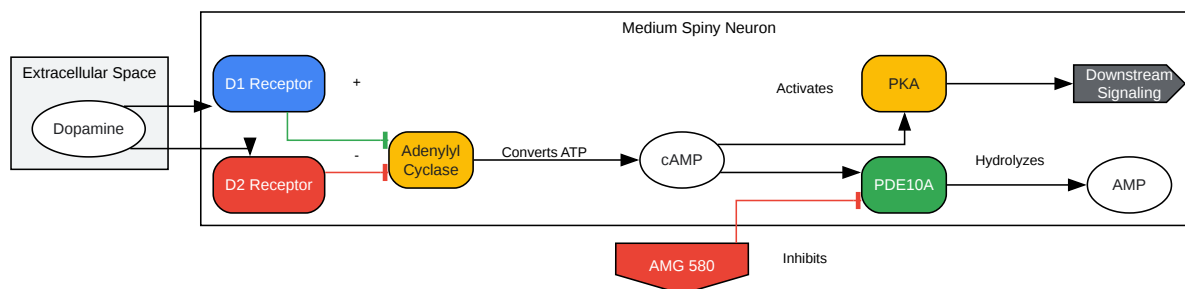 Medium Spiny Neuron
Extracellular Space
D1 Receptor
+
Activates
PKA
Downstream
Signaling
Dopamine
-
Adenylyl
Cyclase
Converts ATP
cAMP
D2 Receptor
PDE10A
Hydrolyzes
AMP
AMG 580
Inhibits